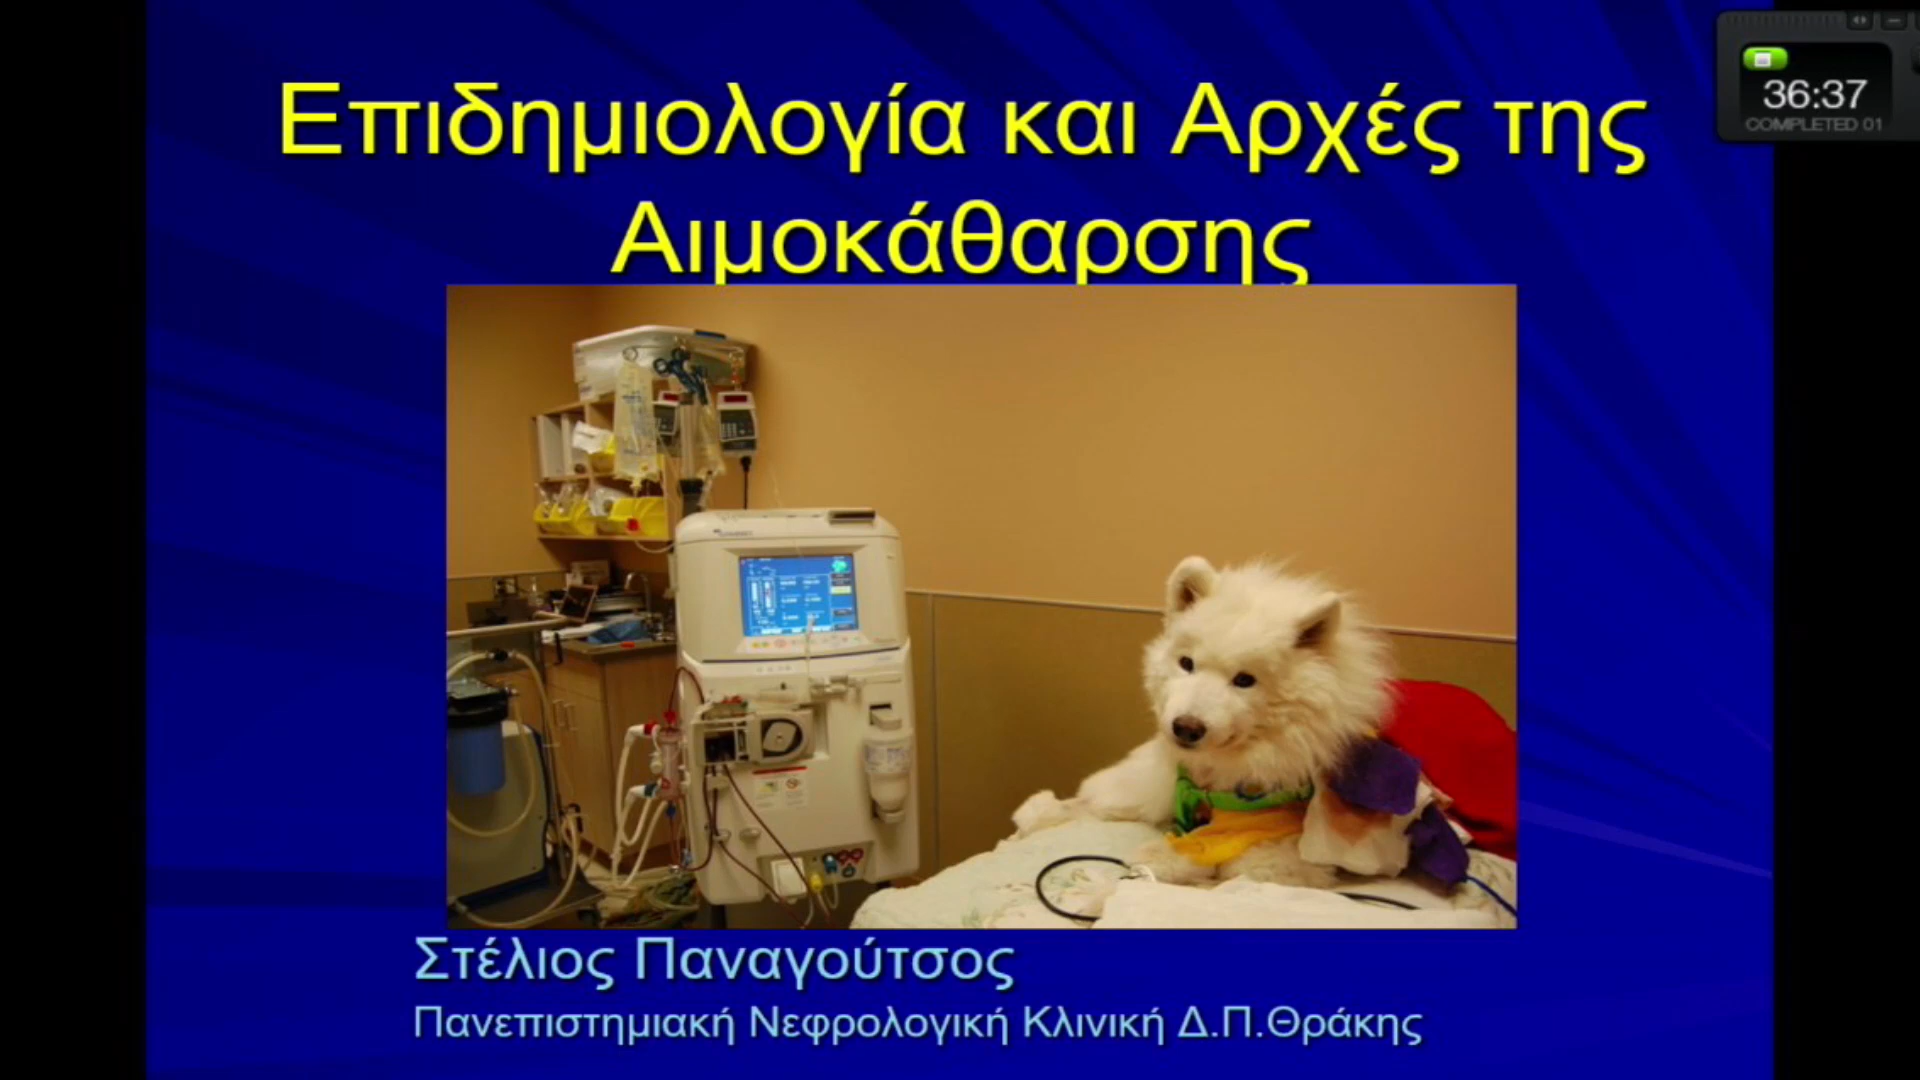 Επιδημιολογία και Αρχές της
Αιμοκάθαρσης
36:37
COMPLETED 01
Στέλιος Παναγούτσος
Πανεπιστημιακή Νεφρολογική Κλινική Δ.Π.Θράκης